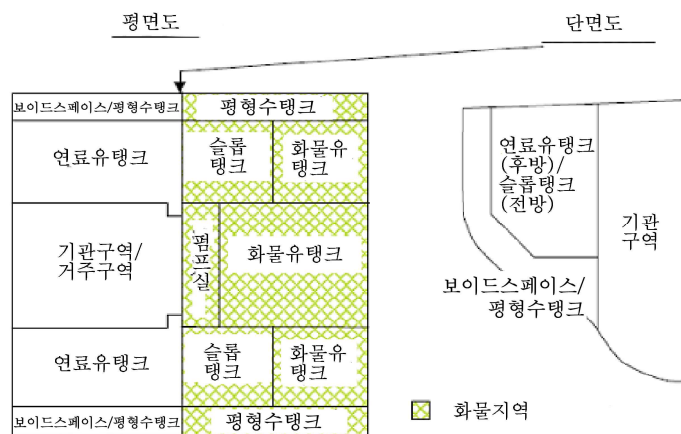 평면도
단면도
보이드스페이스/평형수탱크
평형수탱크
연료유탱크
슬롭
탱크
화물유
탱크
기관구역/
거주구역
펌프실
화물유탱크
연료유탱크
슬롭
탱크
화물유
탱크
보이드스페이스/평형수탱크
평형수탱크
연료유탱크
(후방)/
슬롭탱크
(전방)
기관
구역
보이드스페이스/
평형수탱크
화물지역